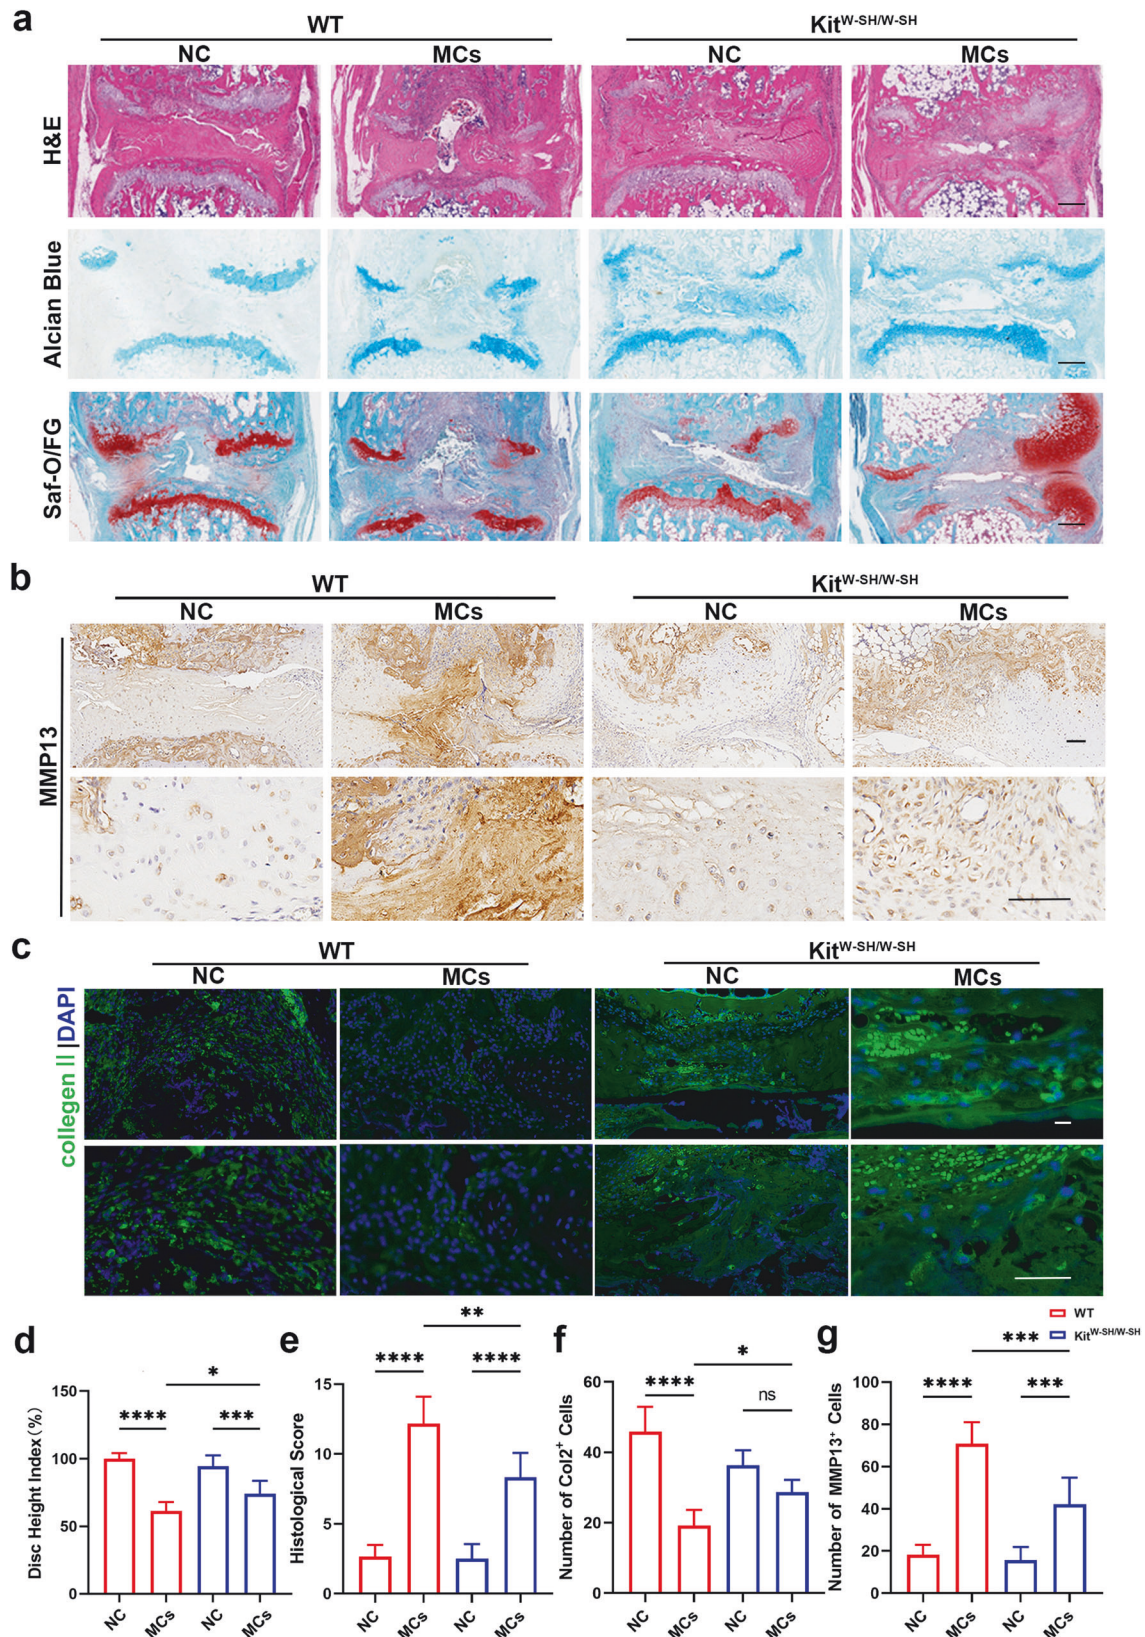 a
WT
Kit^W-SH/W-SH
NC
MCs
NC
MCs
H&E
Alcian Blue
Saf-O/FG
b
WT
Kit^W-SH/W-SH
NC
MCs
NC
MCs
MMP13
c
WT
Kit^W-SH/W-SH
NC
MCs
NC
MCs
collegen II|DAPI
WT
Kit^W-SH/W-SH
d
Disc Height Index(%)
150
100
50
0
****
***
*
NC
MCs
NC
MCs
e
Histological Score
15
10
5
0
****
****
**
NC
MCs
NC
MCs
f
Number of Col2⁺ Cells
60
40
20
0
****
ns
*
NC
MCs
NC
MCs
g
Number of MMP13⁺ Cells
100
80
60
40
20
0
****
***
***
NC
MCs
NC
MCs